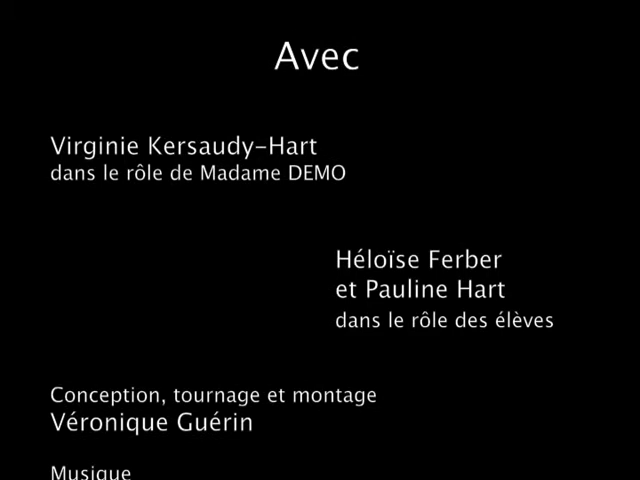 Avec
Virginie Kersaudy-Hart
dans le rôle de Madame DEMO
Héloïse Ferber
et Pauline Hart
dans le rôle des élèves
Conception, tournage et montage
Véronique Guérin
Musique